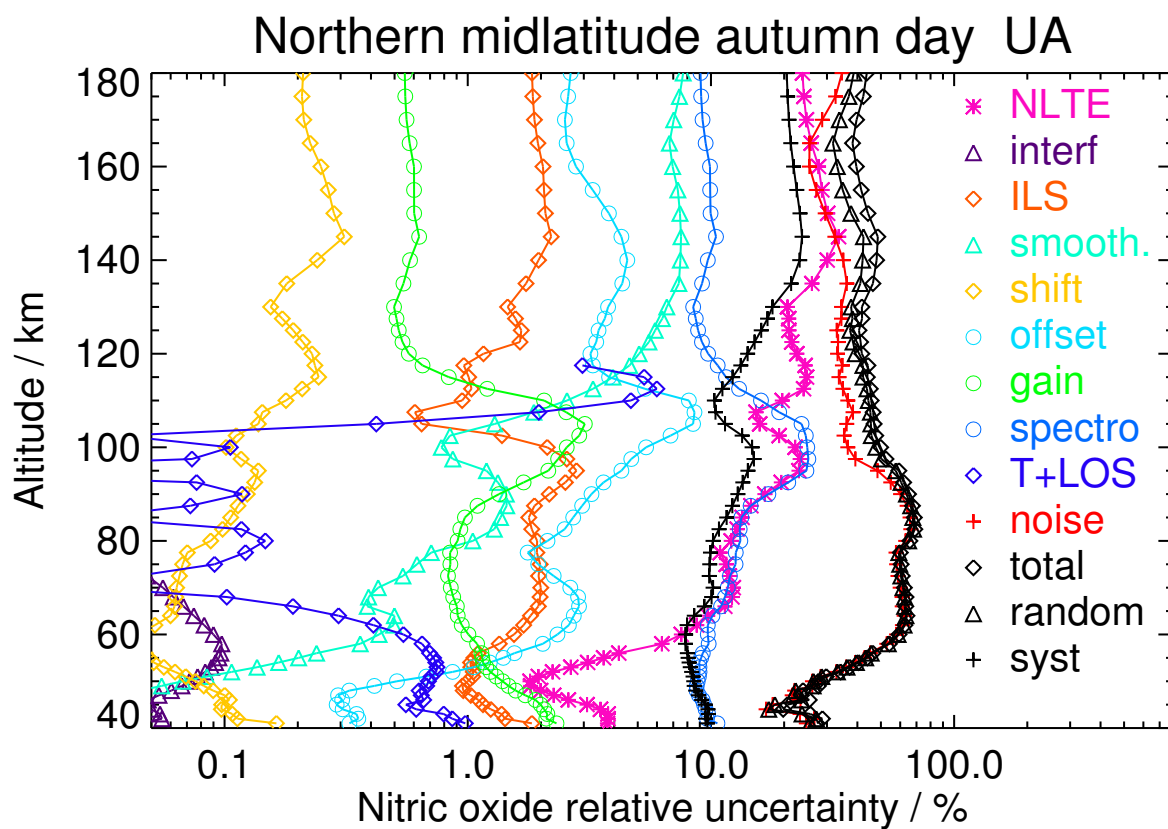 Northern midlatitude autumn day UA
180
160
140
120
100
80
60
40
Altitude / km
NLTE
interf
ILS
smooth.
shift
offset
gain
spectro
T+LOS
noise
total
random
syst
0.1
1.0
10.0
100.0
Nitric oxide relative uncertainty / %